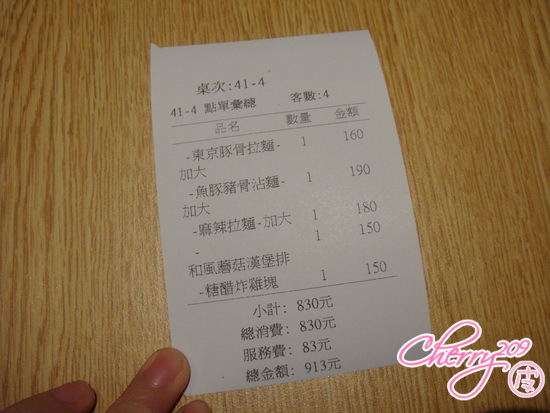 桌次:41-4
41-4 點單彙總 客數:4
品名 數量 金額
-東京豚骨拉麵- 1 160
加大
-魚豚豬骨沾麵- 1 190
加大
-麻辣拉麵-加大 1 180
- 1 150
和風蘑菇漢堡排
-糖醋炸雞塊 1 150
小計: 830元
總消費: 830元
服務費: 83元
總金額: 913元
Cherry209
皮